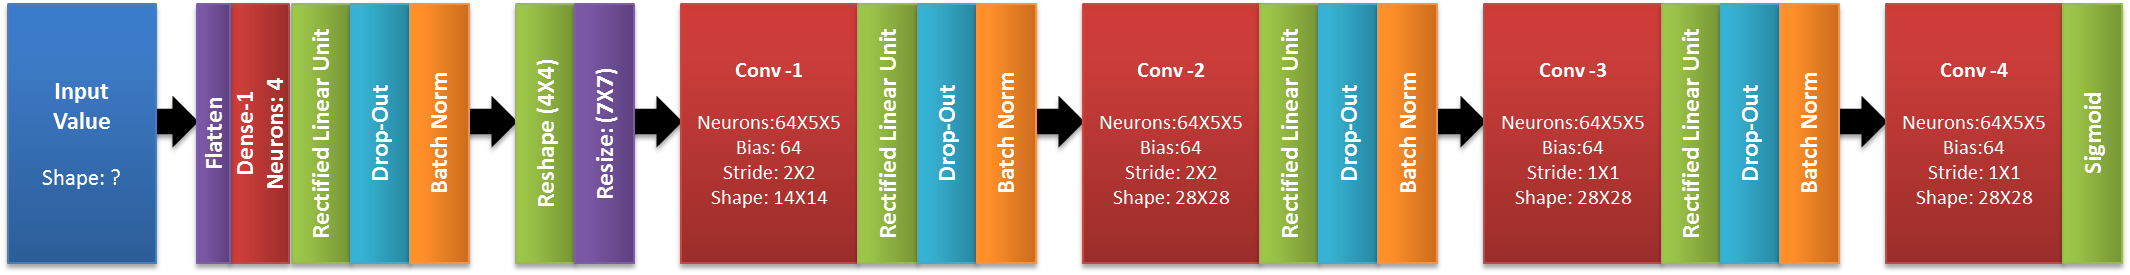 Input
Value
Shape: ?
Flatten
Dense-1
Neurons: 4
Rectified Linear Unit
Drop-Out
Batch Norm
Reshape (4X4)
Resize: (7X7)
Conv -1
Neurons:64X5X5
Bias: 64
Stride: 2X2
Shape: 14X14
Rectified Linear Unit
Drop-Out
Batch Norm
Conv -2
Neurons:64X5X5
Bias:64
Stride: 2X2
Shape: 28X28
Rectified Linear Unit
Drop-Out
Batch Norm
Conv -3
Neurons:64X5X5
Bias:64
Stride: 1X1
Shape: 28X28
Rectified Linear Unit
Drop-Out
Batch Norm
Conv -4
Neurons:64X5X5
Bias: 64
Stride: 1X1
Shape: 28X28
Sigmoid